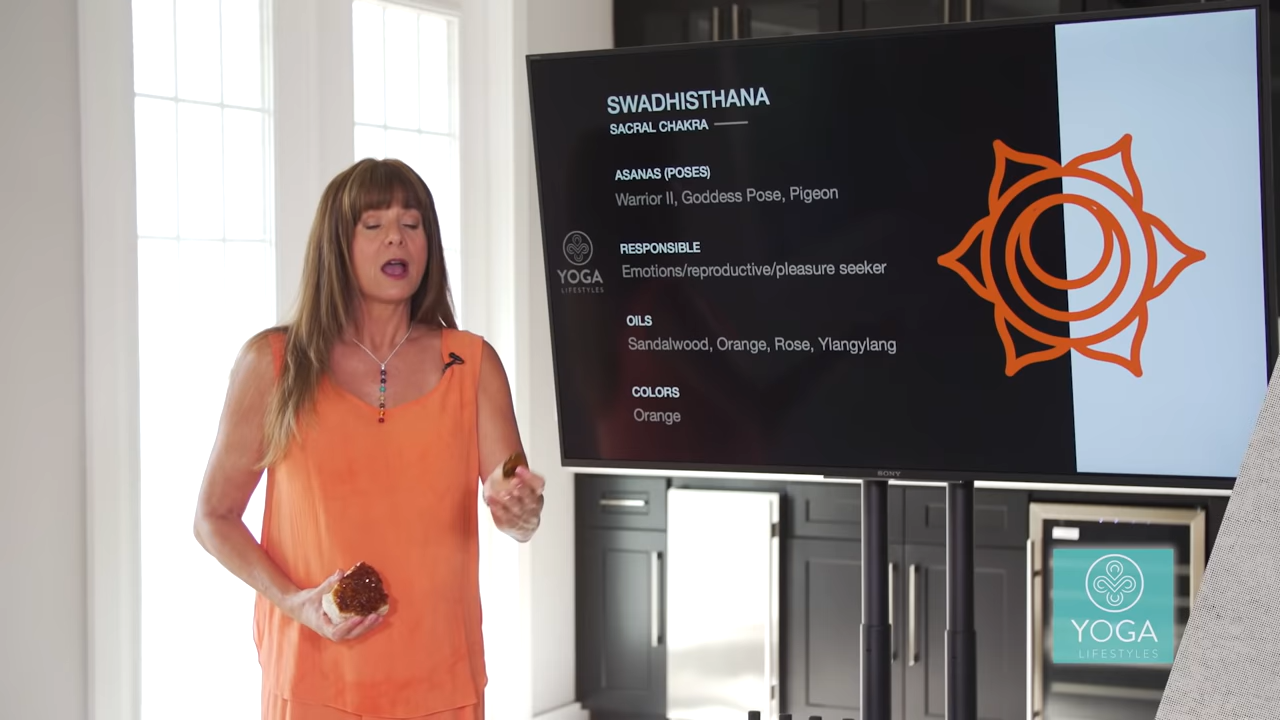 SWADHISTHANA
SACRAL CHAKRA
ASANAS (POSES)
Warrior II, Goddess Pose, Pigeon
RESPONSIBLE
Emotions/reproductive/pleasure seeker
YOGA
LIFESTYLES
OILS
Sandalwood, Orange, Rose, Ylangylang
COLORS
Orange
SONY
YOGA
LIFESTYLES